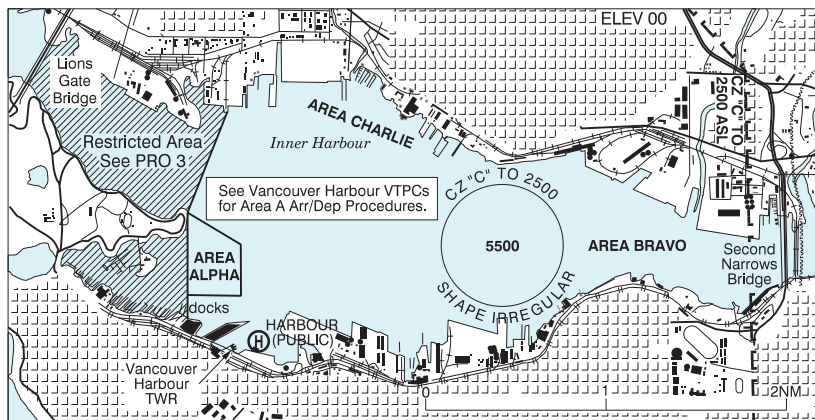 ELEV 00
Lions
Gate
Bridge
CZ "C" TO
2500 ASL
AREA CHARLIE
Restricted Area
See PRO 3
Inner Harbour
See Vancouver Harbour VTPCs
for Area A Arr/Dep Procedures.
CZ "C" TO 2500
5500
SHAPE IRREGULAR
AREA BRAVO
AREA
ALPHA
Second
Narrows
Bridge
docks
H
HARBOUR
(PUBLIC)
Vancouver
Harbour
TWR
0
1
2NM